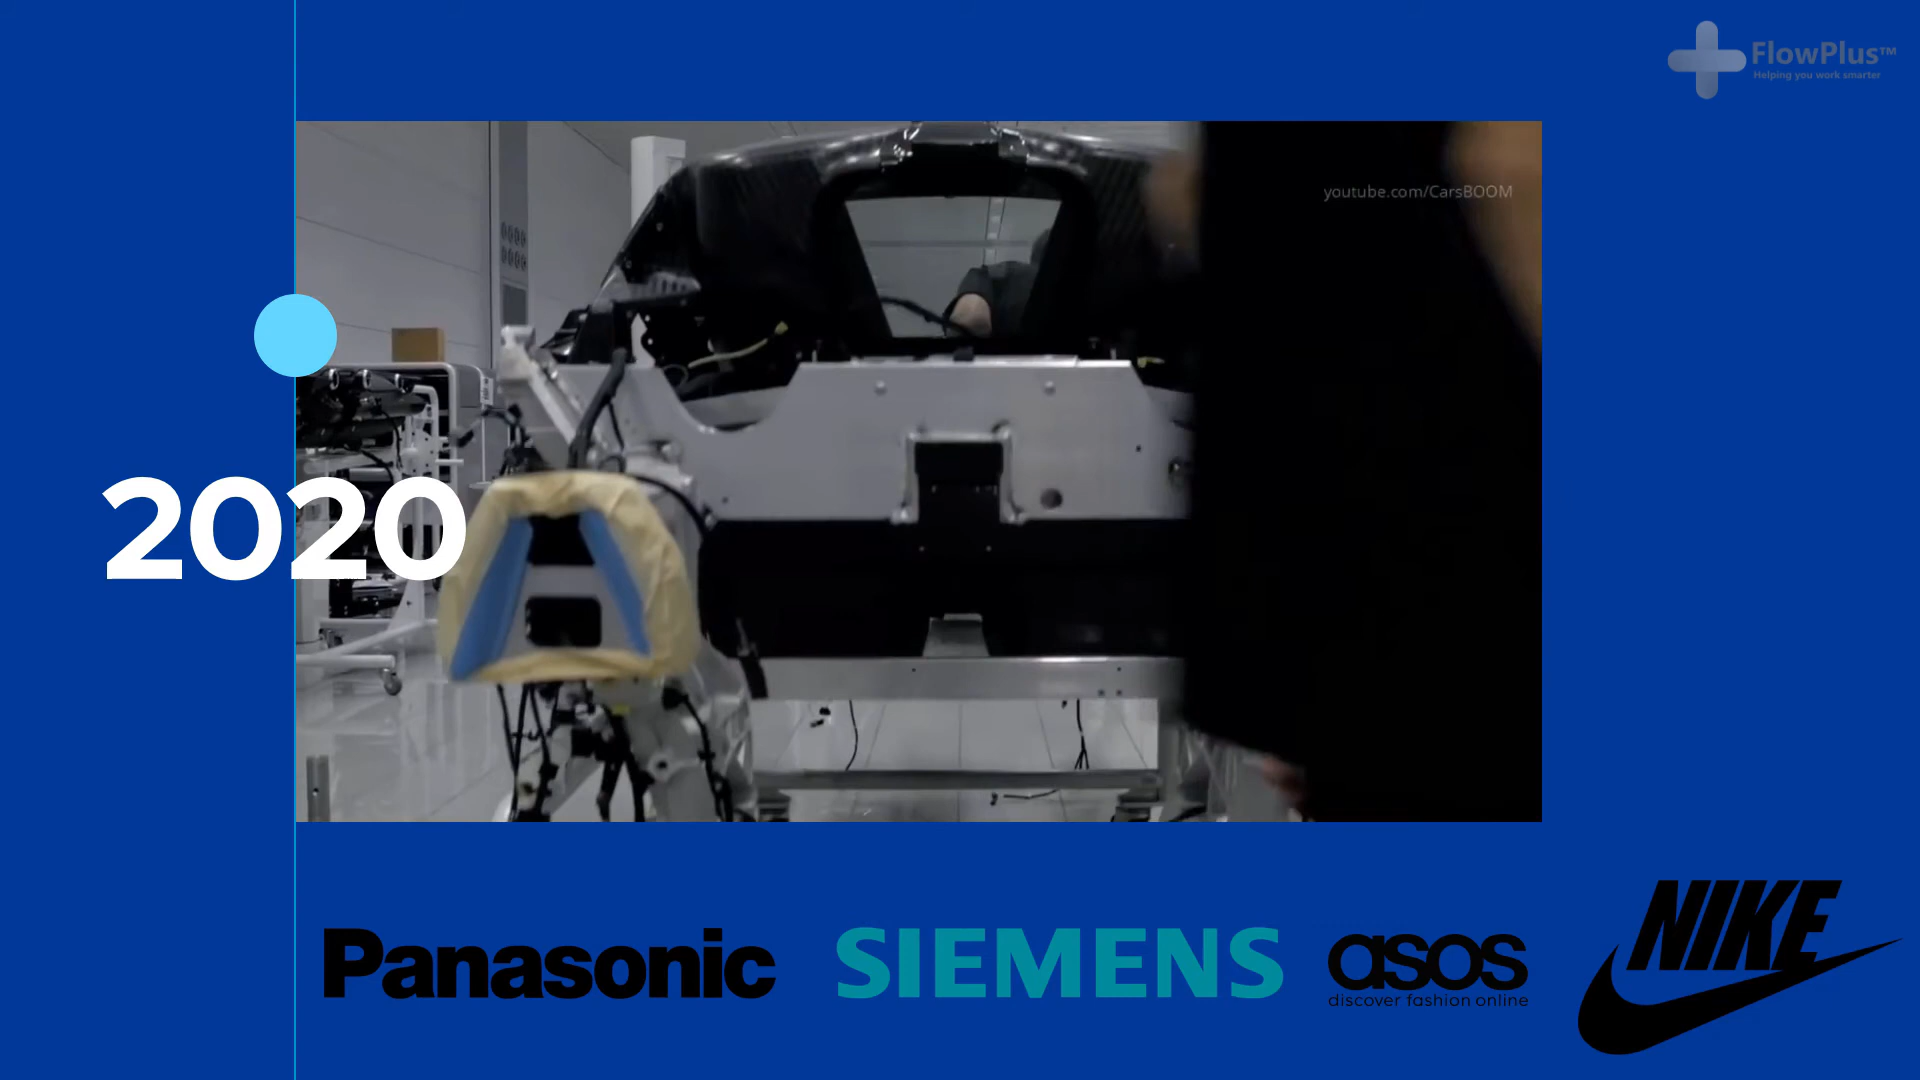 FlowPlus™
Helping you work smarter
youtube.com/CarsBOOM
2020
Panasonic
SIEMENS
asos
discover fashion online
NIKE